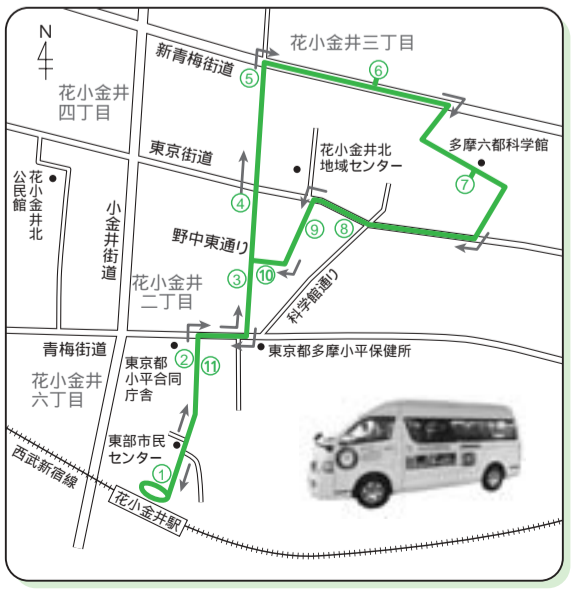 N
花小金井三丁目
新青梅街道
⑤
⑥
花小金井
四丁目
東京街道
花小金井北
地域センター
多摩六都科学館
⑦
花小金井北
公民館
小金井街道
④
⑨
⑧
野中東通り
③
⑩
花小金井
二丁目
科学館通り
青梅街道
②
⑪
東京都多摩小平保健所
東京都
小平合同
庁舎
花小金井
六丁目
東部市民
センター
①
西武新宿線
花小金井駅